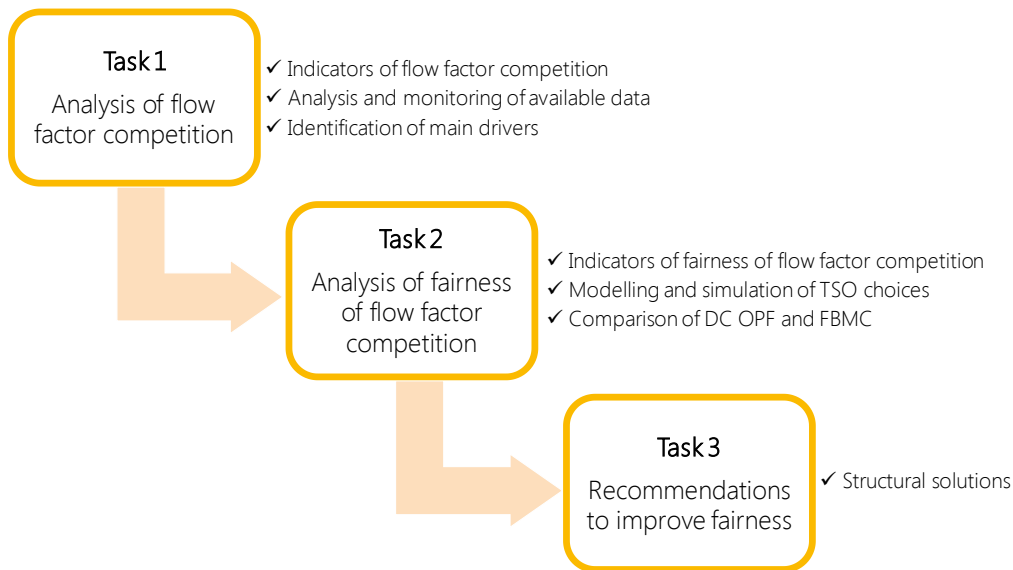 Task 1
Analysis of flow
factor competition
✓ Indicators of flow factor competition
✓ Analysis and monitoring of available data
✓ Identification of main drivers
Task 2
Analysis of fairness
of flow factor
competition
✓ Indicators of fairness of flow factor competition
✓ Modelling and simulation of TSO choices
✓ Comparison of DC OPF and FBMC
Task 3
Recommendations
to improve fairness
✓ Structural solutions